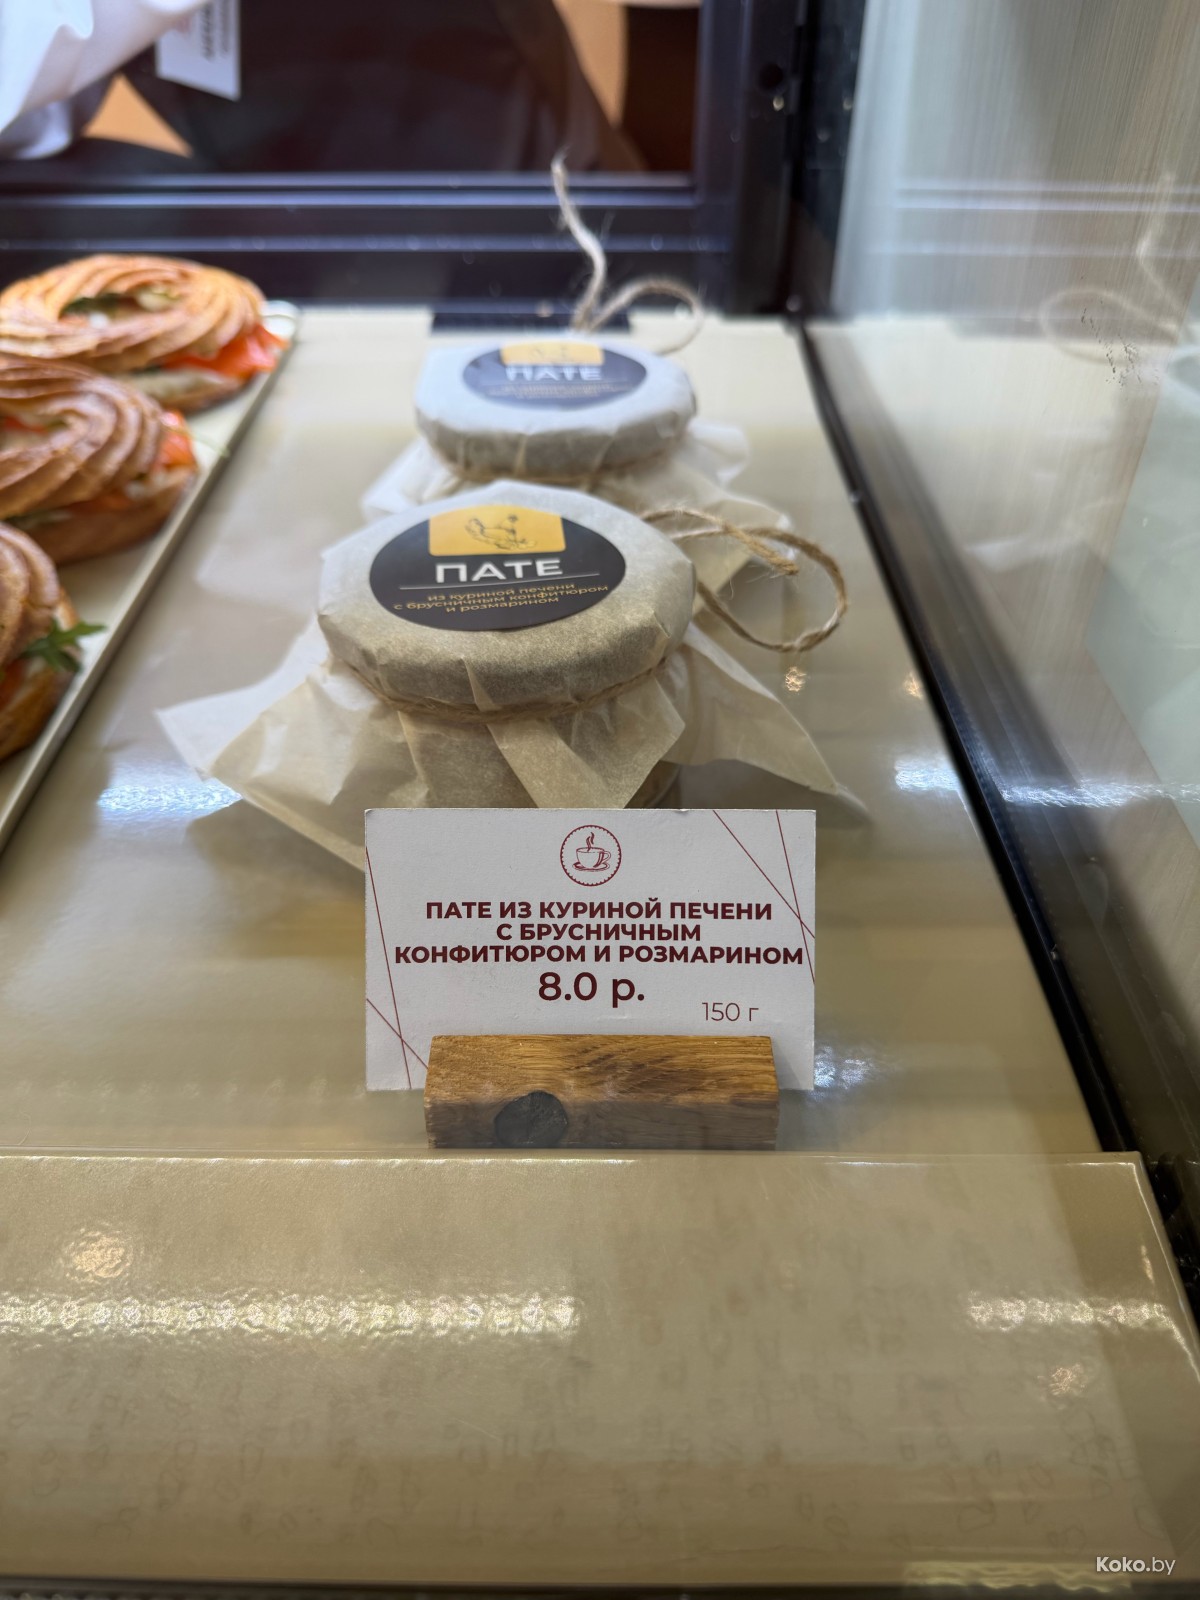 ПАТЕ
ПАТЕ
из куриной печени
с брусничным конфитюром
и розмарином
ПАТЕ ИЗ КУРИНОЙ ПЕЧЕНИ
С БРУСНИЧНЫМ
КОНФИТЮРОМ И РОЗМАРИНОМ
8.0 р.
150 г
Koko.by